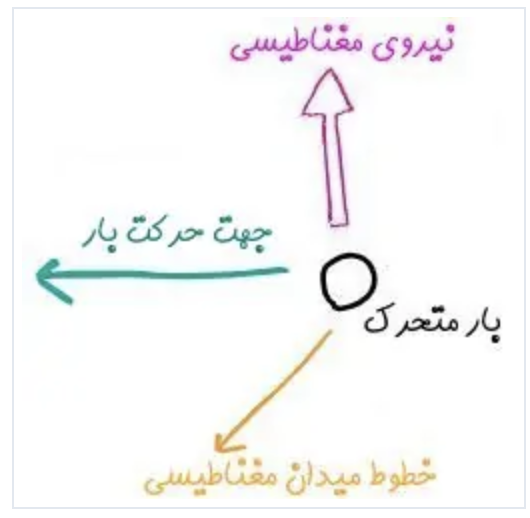 نیروی مغناطیسی
جهت حرکت بار
بار متحرک
خطوط میدان مغناطیسی